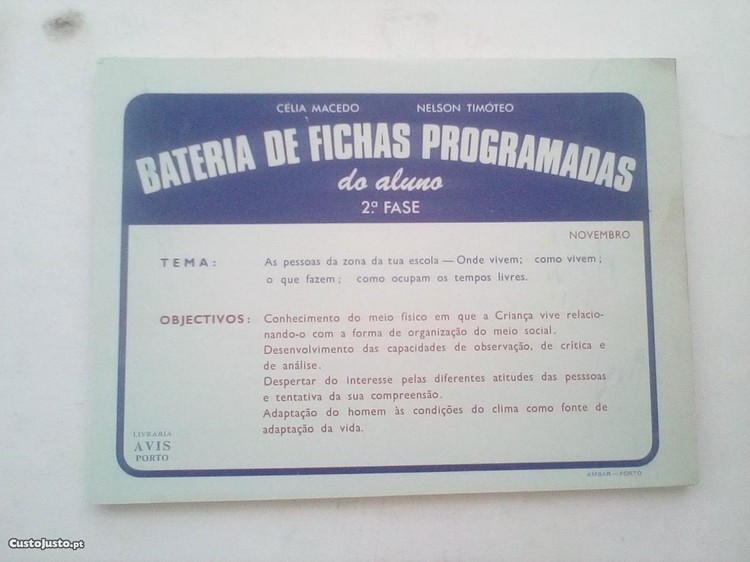 CÉLIA MACEDO NELSON TIMÓTEO
BATERIA DE FICHAS PROGRAMADAS
do aluno
2.ª FASE
NOVEMBRO
TEMA: As pessoas da zona da tua escola — Onde vivem; como vivem;
o que fazem; como ocupam os tempos livres.
OBJECTIVOS: Conhecimento do meio físico em que a Criança vive relacio-
nando-o com a forma de organização do meio social.
Desenvolvimento das capacidades de observação, de crítica e
de análise.
Despertar do interesse pelas diferentes atitudes das pesssoas
e tentativa da sua compreensão.
Adaptação do homem às condições do clima como fonte de
adaptação da vida.
LIVRARIA
AVIS
PORTO
AMBAR—PORTO
CustoJusto.pt